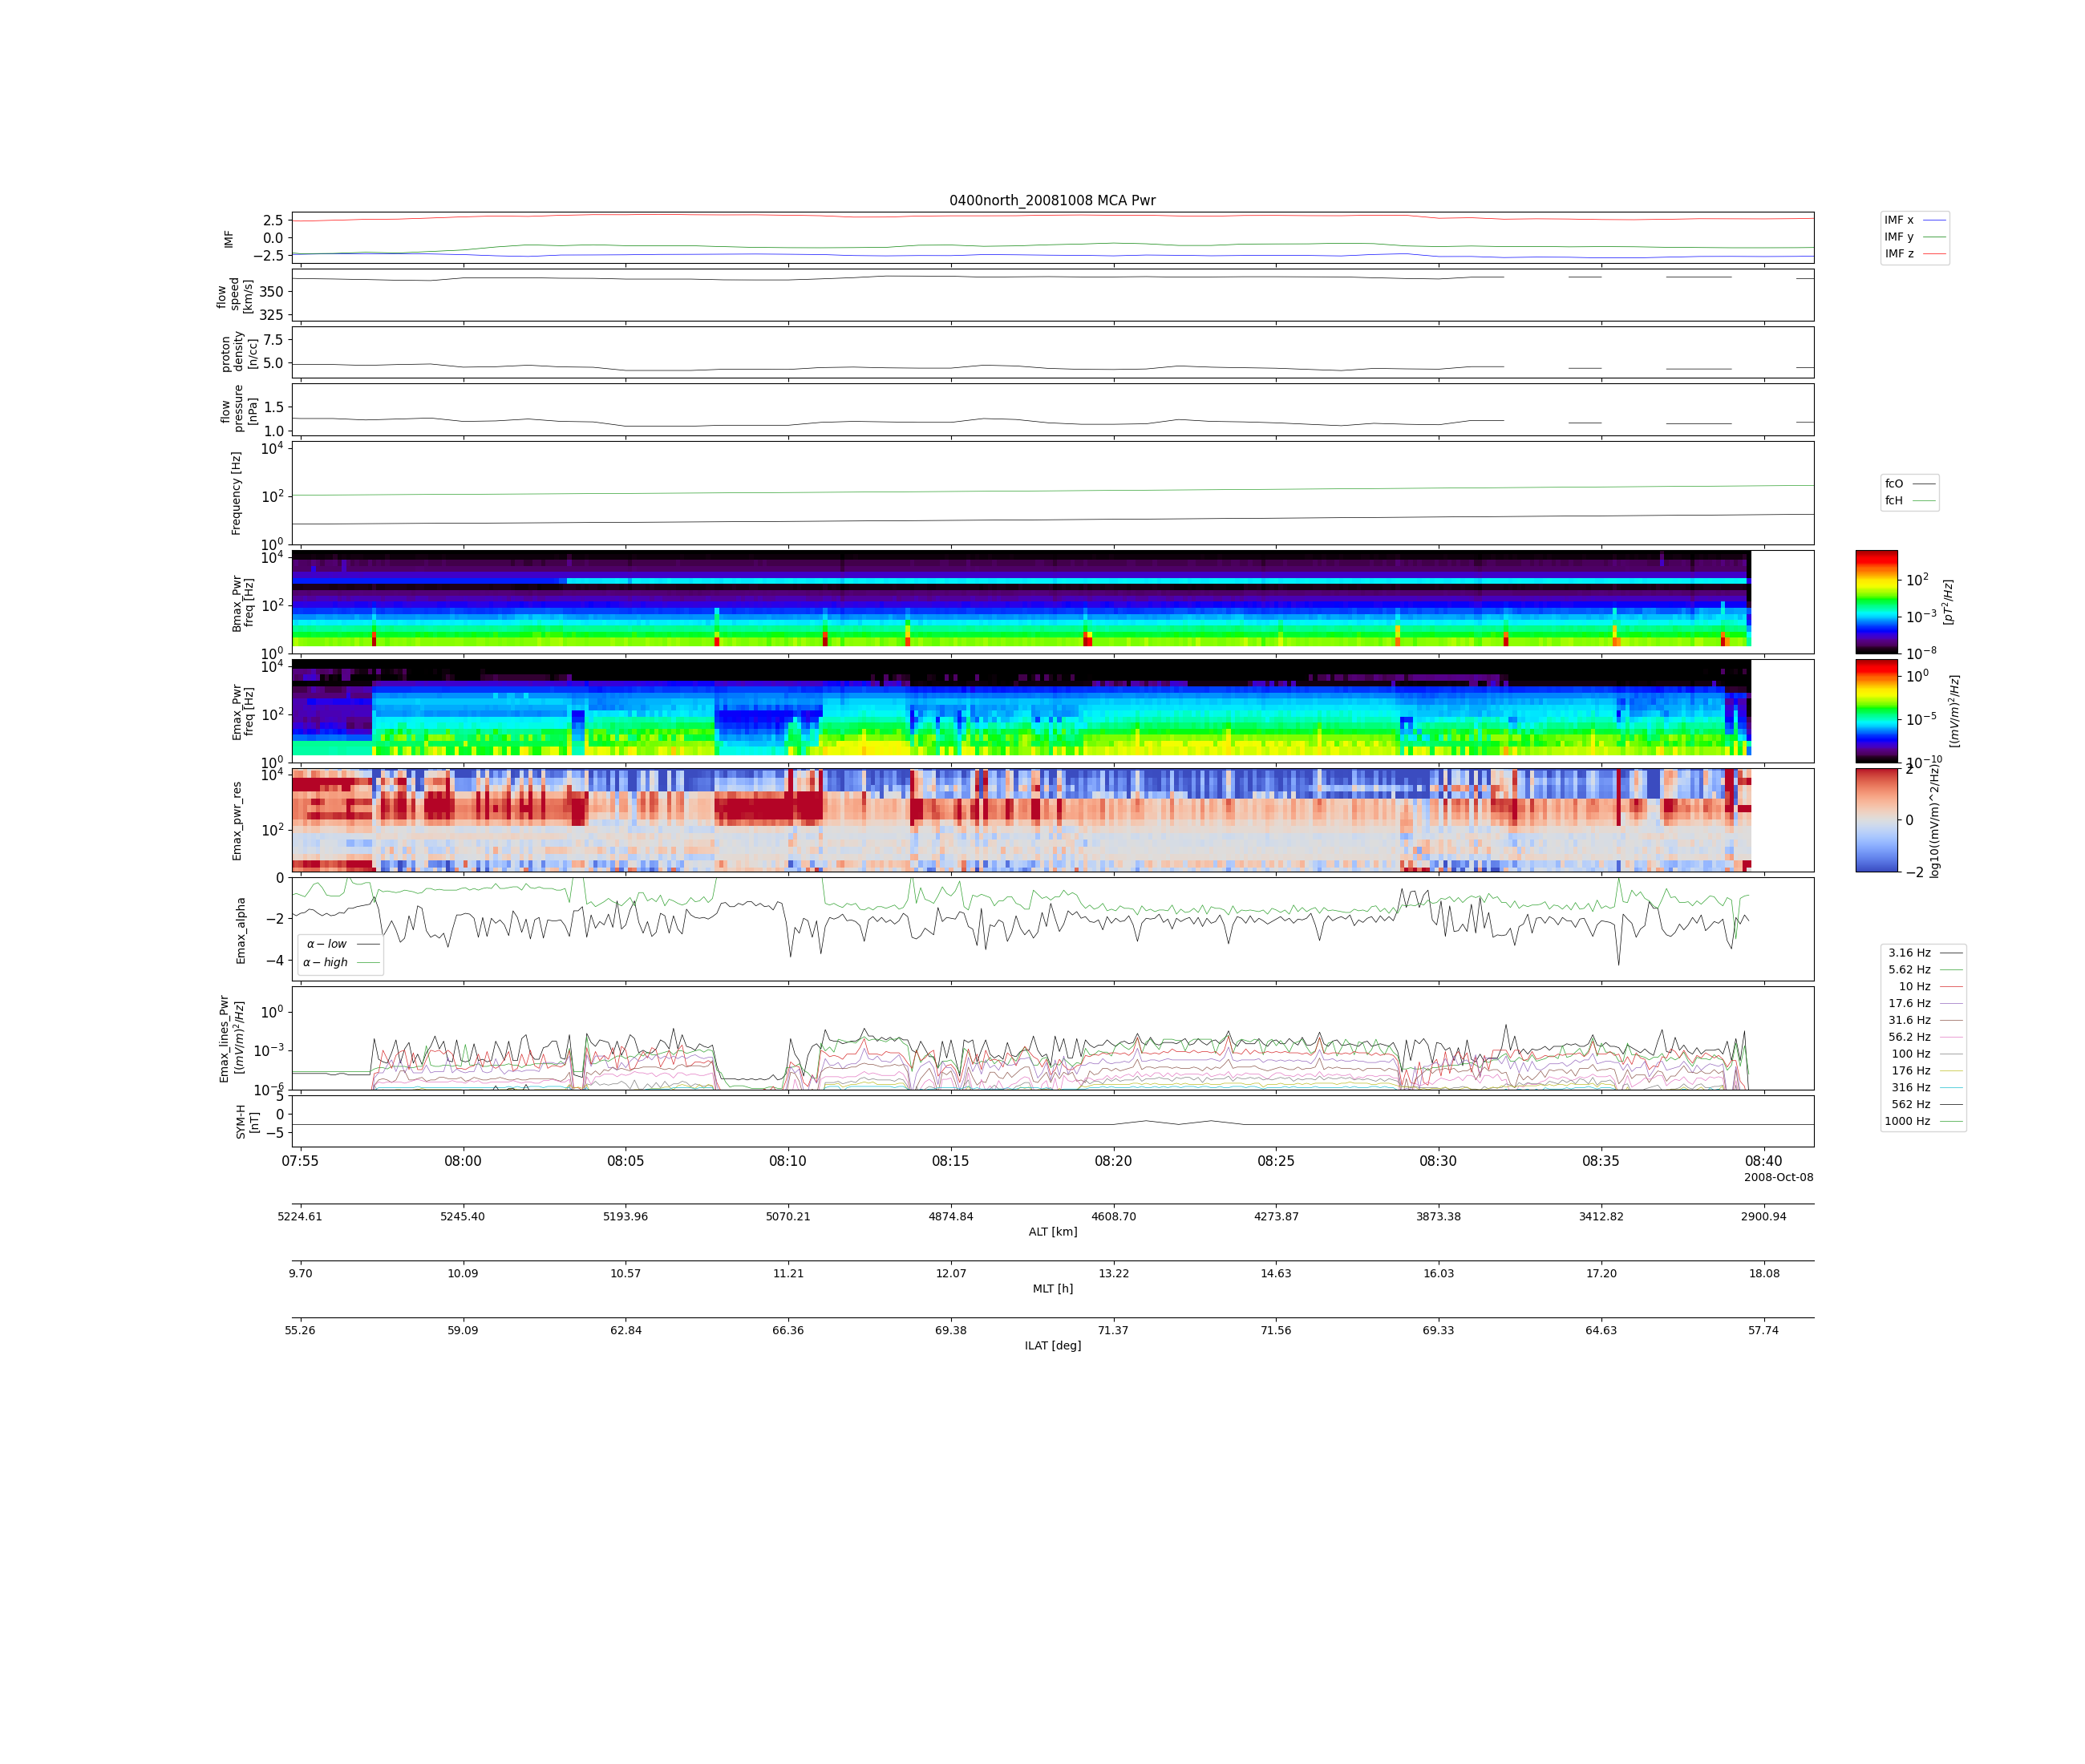 0400north_20081008 MCA Pwr
IMF
2.5
0.0
−2.5
IMF x
IMF y
IMF z
flow
speed
[km/s]
350
325
proton
density
[n/cc]
7.5
5.0
flow
pressure
[nPa]
1.5
1.0
Frequency [Hz]
10^4
10^2
10^0
fcO
fcH
Bmax_Pwr
freq [Hz]
10^4
10^2
10^0
10^2
10^−3
10^−8
[pT^2/Hz]
Emax_Pwr
freq [Hz]
10^4
10^2
10^0
10^0
10^−5
10^−10
[(mV/m)^2/Hz]
Emax_pwr_res
10^4
10^2
2
0
−2
log10((mV/m)^2/Hz)
Emax_alpha
0
−2
−4
α − low
α − high
Emax_lines_Pwr
[(mV/m)^2/Hz]
10^0
10^−3
10^−6
3.16 Hz
5.62 Hz
10 Hz
17.6 Hz
31.6 Hz
56.2 Hz
100 Hz
176 Hz
316 Hz
562 Hz
1000 Hz
SYM-H
[nT]
5
0
−5
07:55 08:00 08:05 08:10 08:15 08:20 08:25 08:30 08:35 08:40
2008-Oct-08
5224.61 5245.40 5193.96 5070.21 4874.84 4608.70 4273.87 3873.38 3412.82 2900.94
ALT [km]
9.70 10.09 10.57 11.21 12.07 13.22 14.63 16.03 17.20 18.08
MLT [h]
55.26 59.09 62.84 66.36 69.38 71.37 71.56 69.33 64.63 57.74
ILAT [deg]